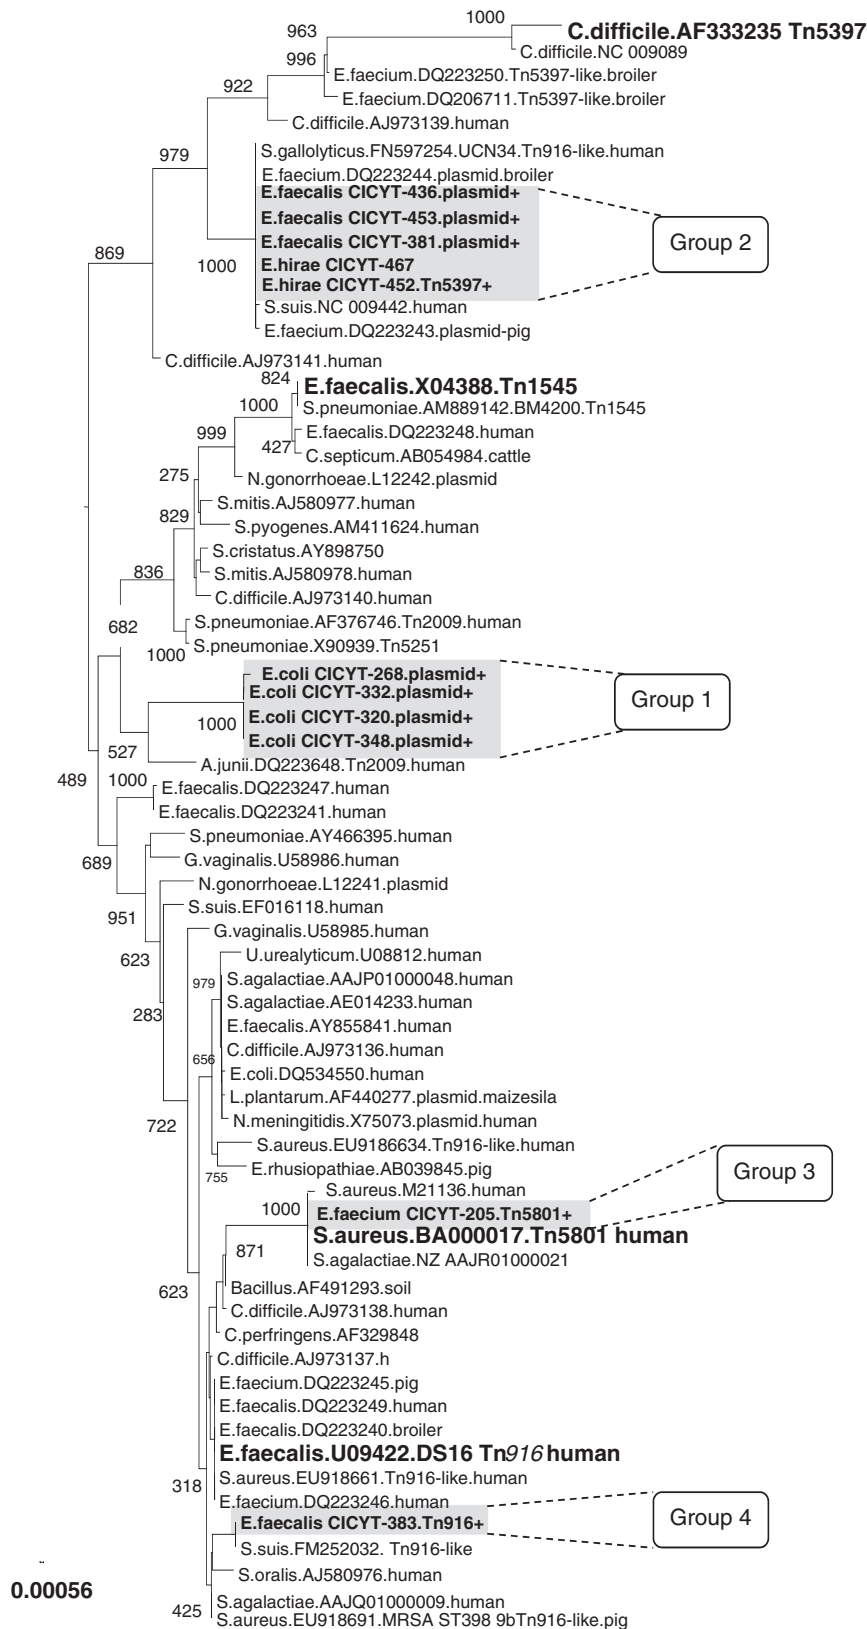 1000
C.difficile.AF333235 Tn5397
963
C.difficile.NC 009089
996
E.faecium.DQ223250.Tn5397-like.broiler
922
E.faecium.DQ206711.Tn5397-like.broiler
C.difficile.AJ973139.human
979
S.gallolyticus.FN597254.UCN34.Tn916-like.human
E.faecium.DQ223244.plasmid.broiler
E.faecalis CICYT-436.plasmid+
E.faecalis CICYT-453.plasmid+
E.faecalis CICYT-381.plasmid+
Group 2
869
1000
E.hirae CICYT-467
E.hirae CICYT-452.Tn5397+
S.suis.NC 009442.human
E.faecium.DQ223243.plasmid-pig
C.difficile.AJ973141.human
824
E.faecalis.X04388.Tn1545
1000
S.pneumoniae.AM889142.BM4200.Tn1545
999
E.faecalis.DQ223248.human
427
C.septicum.AB054984.cattle
275
N.gonorrhoeae.L12242.plasmid
S.mitis.AJ580977.human
829
S.pyogenes.AM411624.human
S.cristatus.AY898750
836
S.mitis.AJ580978.human
C.difficile.AJ973140.human
682
S.pneumoniae.AF376746.Tn2009.human
1000
S.pneumoniae.X90939.Tn5251
E.coli CICYT-268.plasmid+
E.coli CICYT-332.plasmid+
Group 1
1000
E.coli CICYT-320.plasmid+
E.coli CICYT-348.plasmid+
527
A.junii.DQ223648.Tn2009.human
489
1000
E.faecalis.DQ223247.human
E.faecalis.DQ223241.human
S.pneumoniae.AY466395.human
689
G.vaginalis.U58986.human
N.gonorrhoeae.L12241.plasmid
951
S.suis.EF016118.human
G.vaginalis.U58985.human
623
U.urealyticum.U08812.human
979
S.agalactiae.AAJP01000048.human
S.agalactiae.AE014233.human
283
E.faecalis.AY855841.human
C.difficile.AJ973136.human
656
E.coli.DQ534550.human
L.plantarum.AF440277.plasmid.maizesila
722
N.meningitidis.X75073.plasmid.human
S.aureus.EU9186634.Tn916-like.human
755
E.rhusiopathiae.AB039845.pig
Group 3
S.aureus.M21136.human
1000
E.faecium CICYT-205.Tn5801+
S.aureus.BA000017.Tn5801 human
871
S.agalactiae.NZ AAJR01000021
623
Bacillus.AF491293.soil
C.difficile.AJ973138.human
C.perfringens.AF329848
C.difficile.AJ973137.h
E.faecium.DQ223245.pig
E.faecalis.DQ223249.human
E.faecalis.DQ223240.broiler
E.faecalis.U09422.DS16 Tn916 human
318
S.aureus.EU918661.Tn916-like.human
E.faecium.DQ223246.human
E.faecalis CICYT-383.Tn916+
Group 4
S.suis.FM252032. Tn916-like
S.oralis.AJ580976.human
0.00056
425
S.agalactiae.AAJQ01000009.human
S.aureus.EU918691.MRSA ST398 9bTn916-like.pig